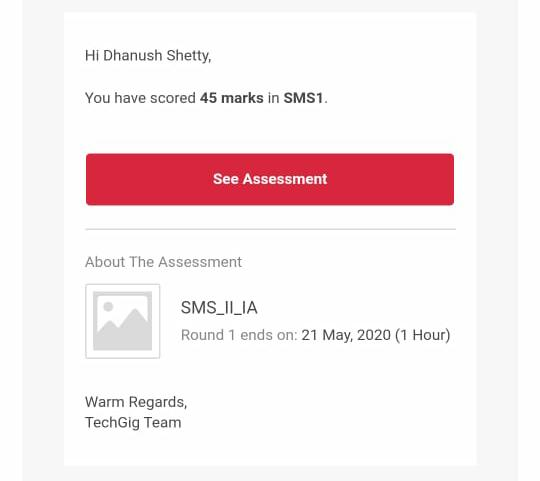 Hi Dhanush Shetty,
You have scored 45 marks in SMS1.
See Assessment
About The Assessment
SMS_II_IA
Round 1 ends on: 21 May, 2020 (1 Hour)
Warm Regards,
TechGig Team